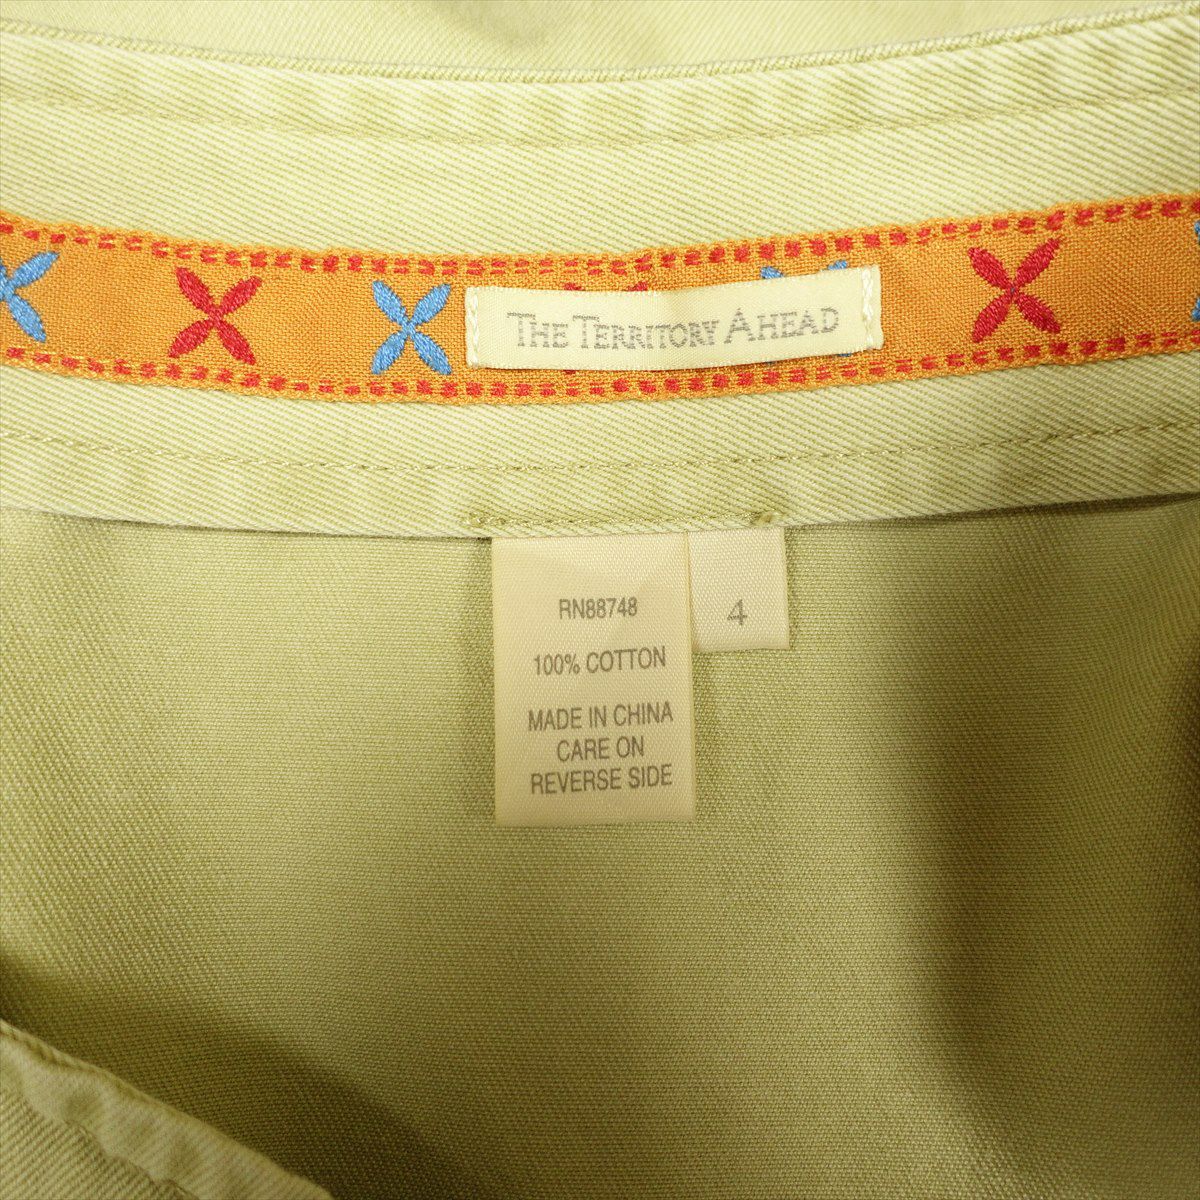 THE TERRITORY AHEAD
RN88748
100% COTTON
MADE IN CHINA
CARE ON
REVERSE SIDE
4